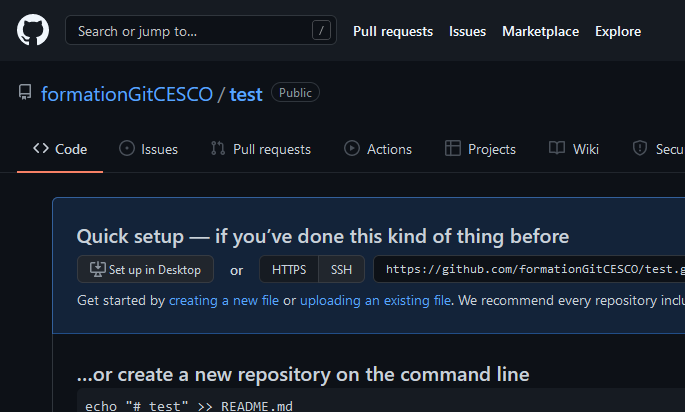 Search or jump to... / Pull requests Issues Marketplace Explore
formationGitCESCO / test Public
<> Code Issues Pull requests Actions Projects Wiki
Quick setup — if you've done this kind of thing before
Set up in Desktop or HTTPS SSH https://github.com/formationGitCESCO/test.g
Get started by creating a new file or uploading an existing file. We recommend every repository
...or create a new repository on the command line
echo "# test" >> README.md